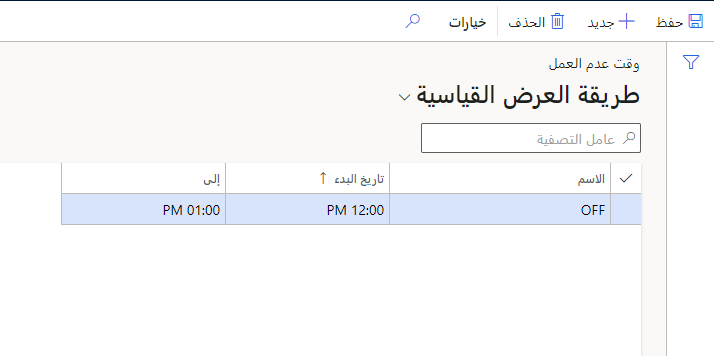 حفظ جديد الحذف خيارات
وقت عدم العمل
طريقة العرض القياسية
عامل التصفية
الاسم تاريخ البدء إلى
OFF 12:00 PM 01:00 PM